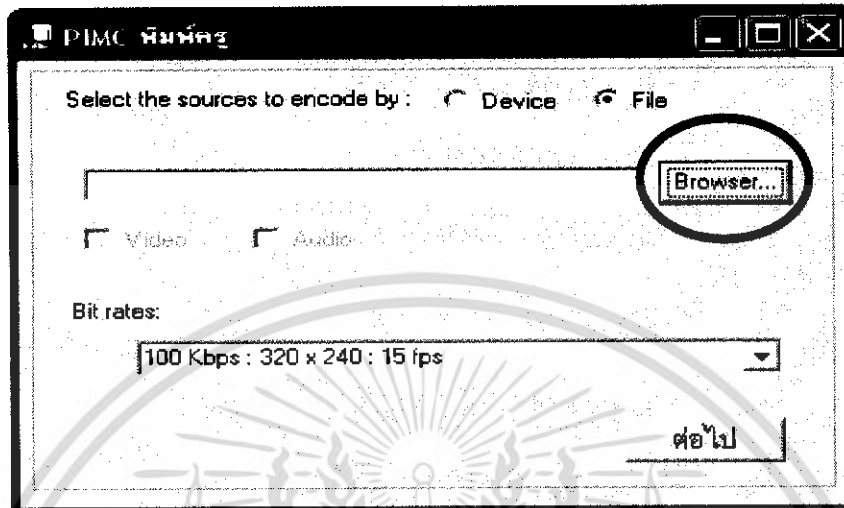 PIMC พิมพ์ครู
Select the sources to encode by : Device File
Browser...
Video Audio
Bit rates:
100 Kbps : 320 x 240 : 15 fps
ต่อไป